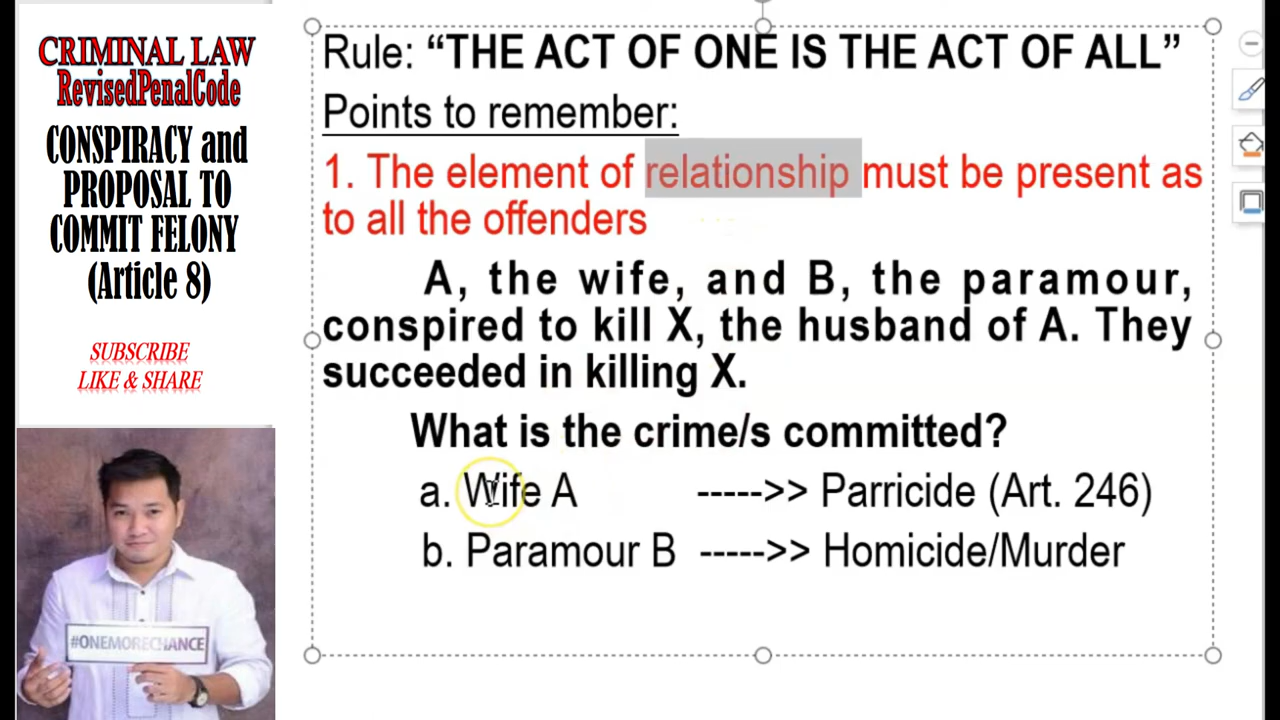 CRIMINAL LAW
RevisedPenalCode
CONSPIRACY and
PROPOSAL TO
COMMIT FELONY
(Article 8)
SUBSCRIBE
LIKE & SHARE
#ONEMORECHANCE
Rule: “THE ACT OF ONE IS THE ACT OF ALL”
Points to remember:
1. The element of relationship must be present as
to all the offenders
A, the wife, and B, the paramour,
conspired to kill X, the husband of A. They
succeeded in killing X.
What is the crime/s committed?
a. Wife A ----->> Parricide (Art. 246)
b. Paramour B ----->> Homicide/Murder